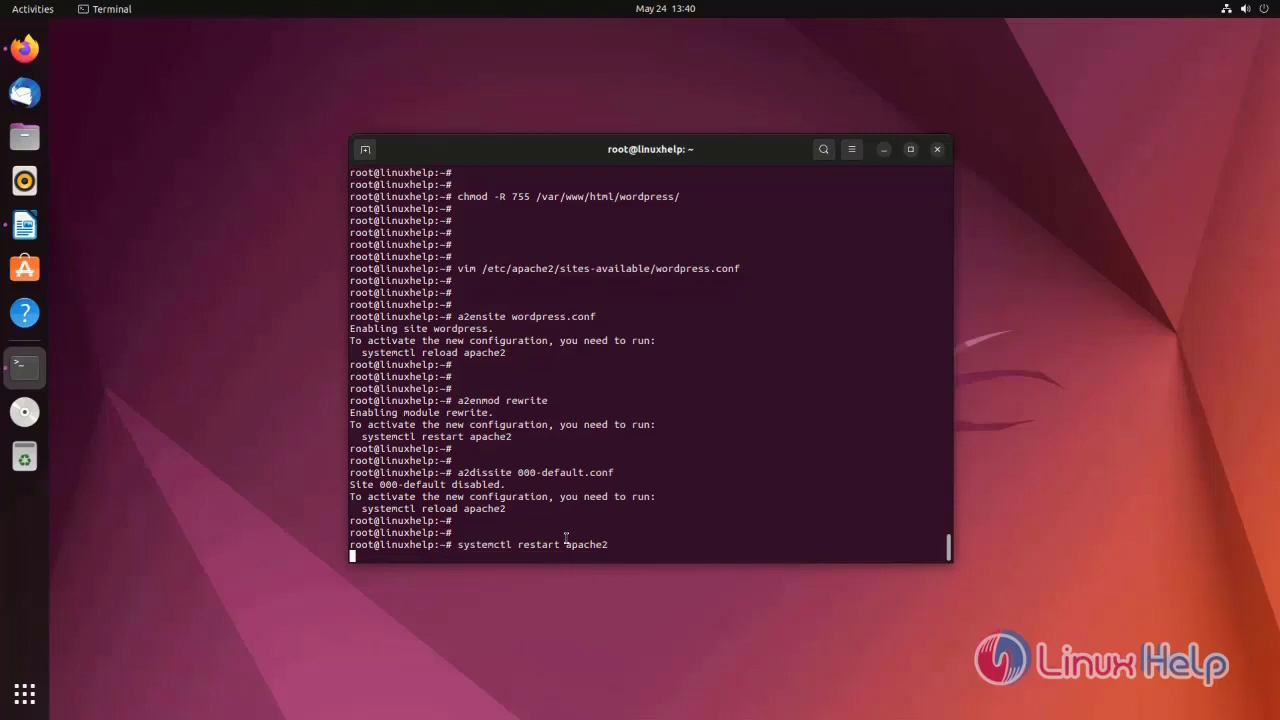 Activities Terminal May 24 13:40
root@linuxhelp: ~
root@linuxhelp:~#
root@linuxhelp:~#
root@linuxhelp:~# chmod -R 755 /var/www/html/wordpress/
root@linuxhelp:~#
root@linuxhelp:~#
root@linuxhelp:~#
root@linuxhelp:~#
root@linuxhelp:~#
root@linuxhelp:~# vim /etc/apache2/sites-available/wordpress.conf
root@linuxhelp:~#
root@linuxhelp:~#
root@linuxhelp:~#
root@linuxhelp:~# a2ensite wordpress.conf
Enabling site wordpress.
To activate the new configuration, you need to run:
  systemctl reload apache2
root@linuxhelp:~#
root@linuxhelp:~#
root@linuxhelp:~#
root@linuxhelp:~# a2enmod rewrite
Enabling module rewrite.
To activate the new configuration, you need to run:
  systemctl restart apache2
root@linuxhelp:~#
root@linuxhelp:~#
root@linuxhelp:~# a2dissite 000-default.conf
Site 000-default disabled.
To activate the new configuration, you need to run:
  systemctl reload apache2
root@linuxhelp:~#
root@linuxhelp:~#
root@linuxhelp:~# systemctl restart apache2
Linux Help